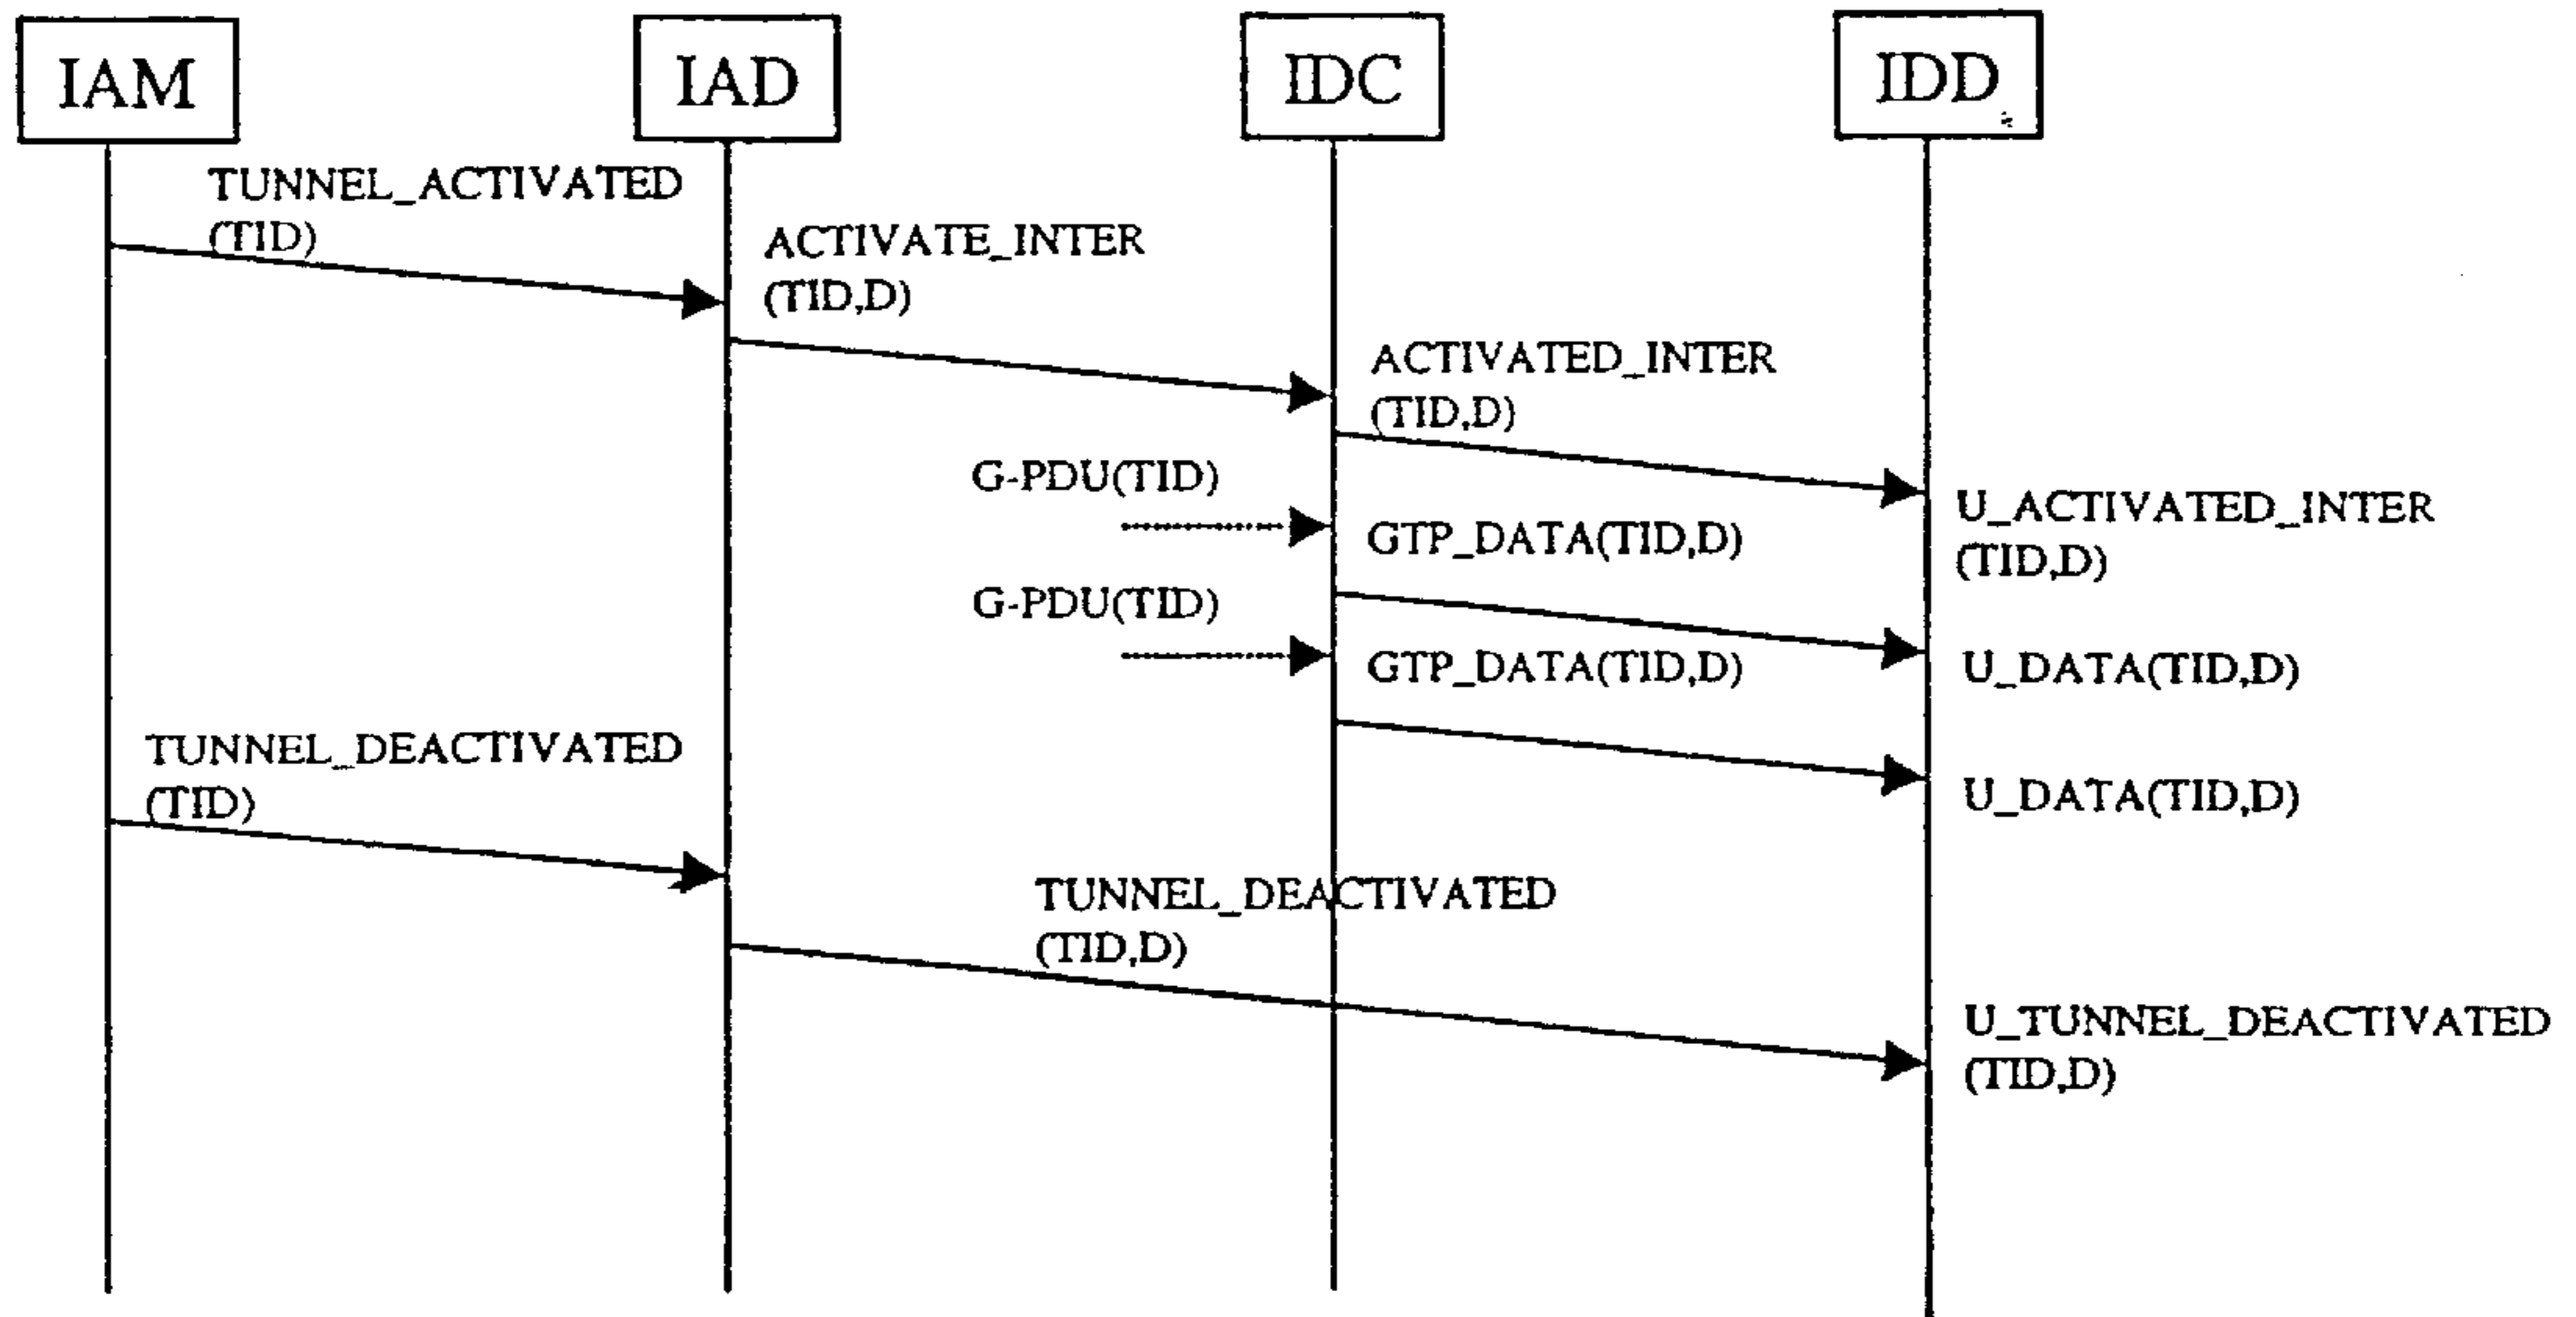 IAM
IAD
IDC
IDD
TUNNEL_ACTIVATED
(TID)
ACTIVATE_INTER
(TID,D)
ACTIVATED_INTER
(TID,D)
G-PDU(TID)
U_ACTIVATED_INTER
(TID,D)
GTP_DATA(TID,D)
G-PDU(TID)
U_DATA(TID,D)
GTP_DATA(TID,D)
TUNNEL_DEACTIVATED
(TID)
U_DATA(TID,D)
TUNNEL_DEACTIVATED
(TID,D)
U_TUNNEL_DEACTIVATED
(TID,D)